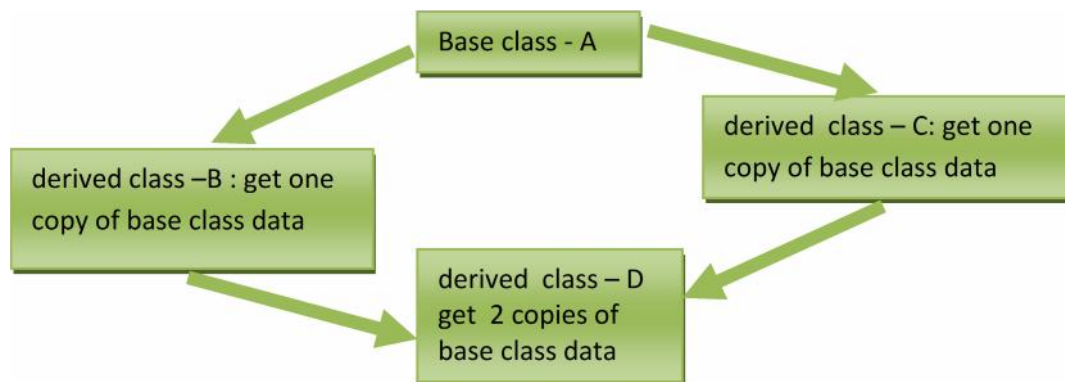 Base class - A
derived class – C: get one
copy of base class data
derived class –B : get one
copy of base class data
derived class – D
get 2 copies of
base class data